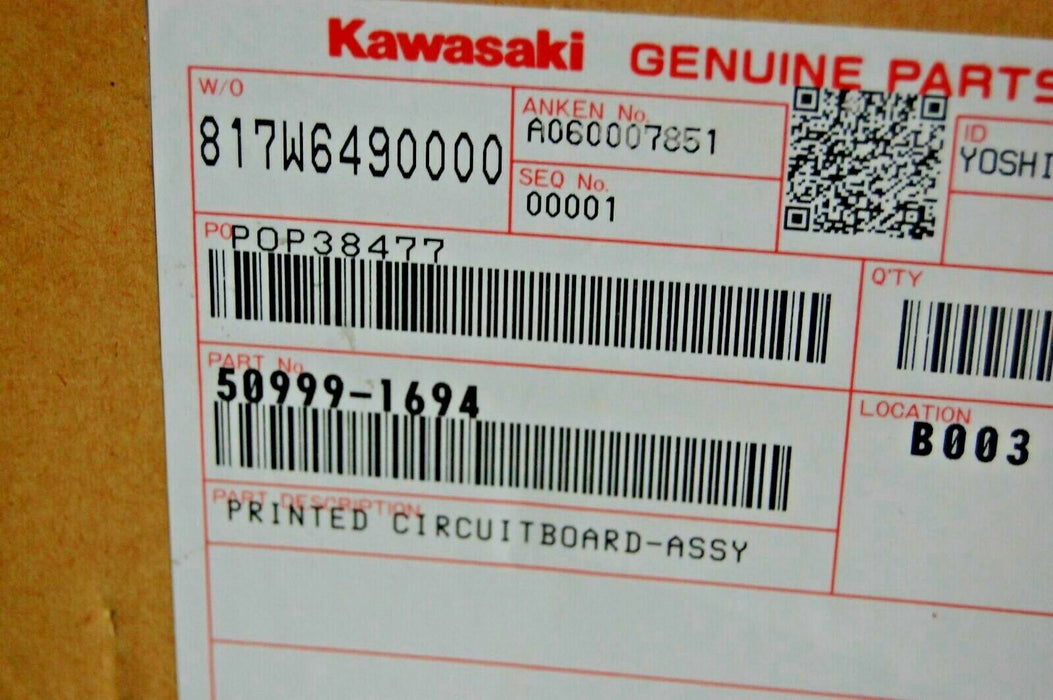 Kawasaki GENUINE PARTS
W/O
817W6490000
ANKEN No.
A060007851
SEQ No.
00001
ID
YOSHI
PO
POP38477
Q'TY
PART No.
50999-1694
LOCATION
B003
PART DESCRIPTION
PRINTED CIRCUITBOARD-ASSY